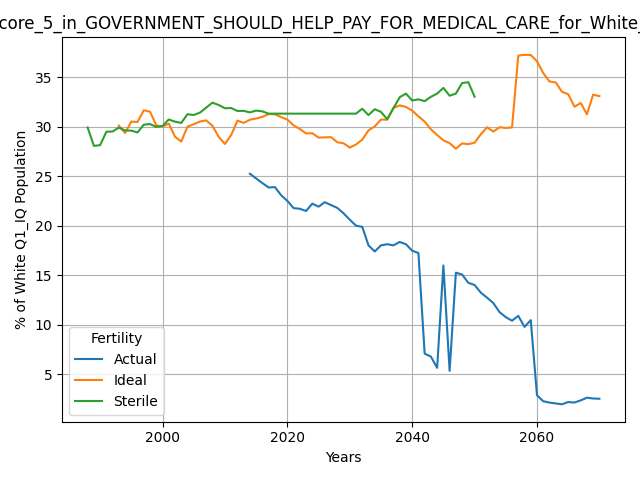 core_5_in_GOVERNMENT_SHOULD_HELP_PAY_FOR_MEDICAL_CARE_for_White_
% of White Q1_IQ Population
35
30
25
20
15
10
5
Fertility
Actual
Ideal
Sterile
2000 2020 2040 2060
Years